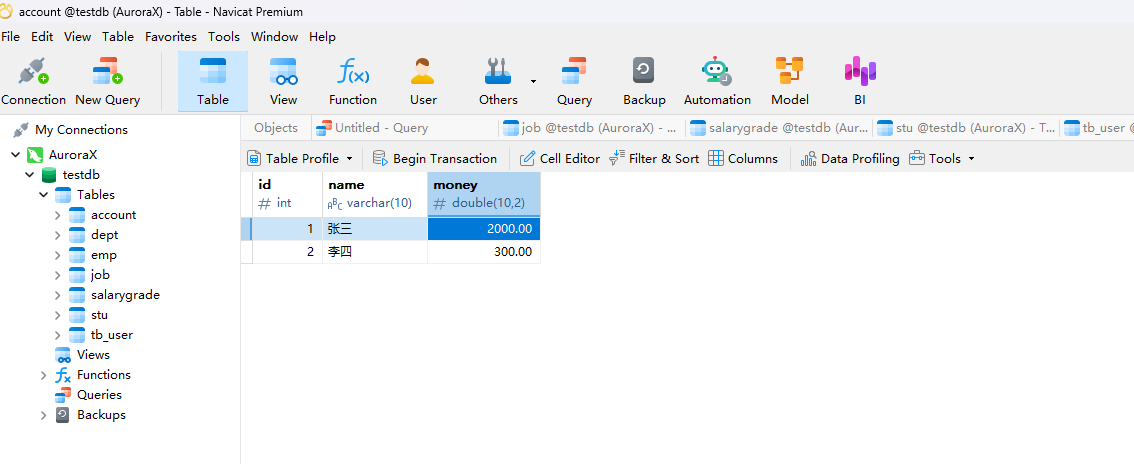 account @testdb (AuroraX) - Table - Navicat Premium
File Edit View Table Favorites Tools Window Help
Connection New Query Table View Function User Others Query Backup Automation Model BI
My Connections
Objects Untitled - Query job @testdb (AuroraX) - ... salarygrade @testdb (Aur... stu @testdb (AuroraX) - T... tb_user @
AuroraX
Table Profile Begin Transaction Cell Editor Filter & Sort Columns Data Profiling Tools
testdb
Tables
account
dept
emp
job
salarygrade
stu
tb_user
Views
Functions
Queries
Backups
id name money
# int ABC varchar(10) # double(10,2)
1 张三 2000.00
2 李四 300.00